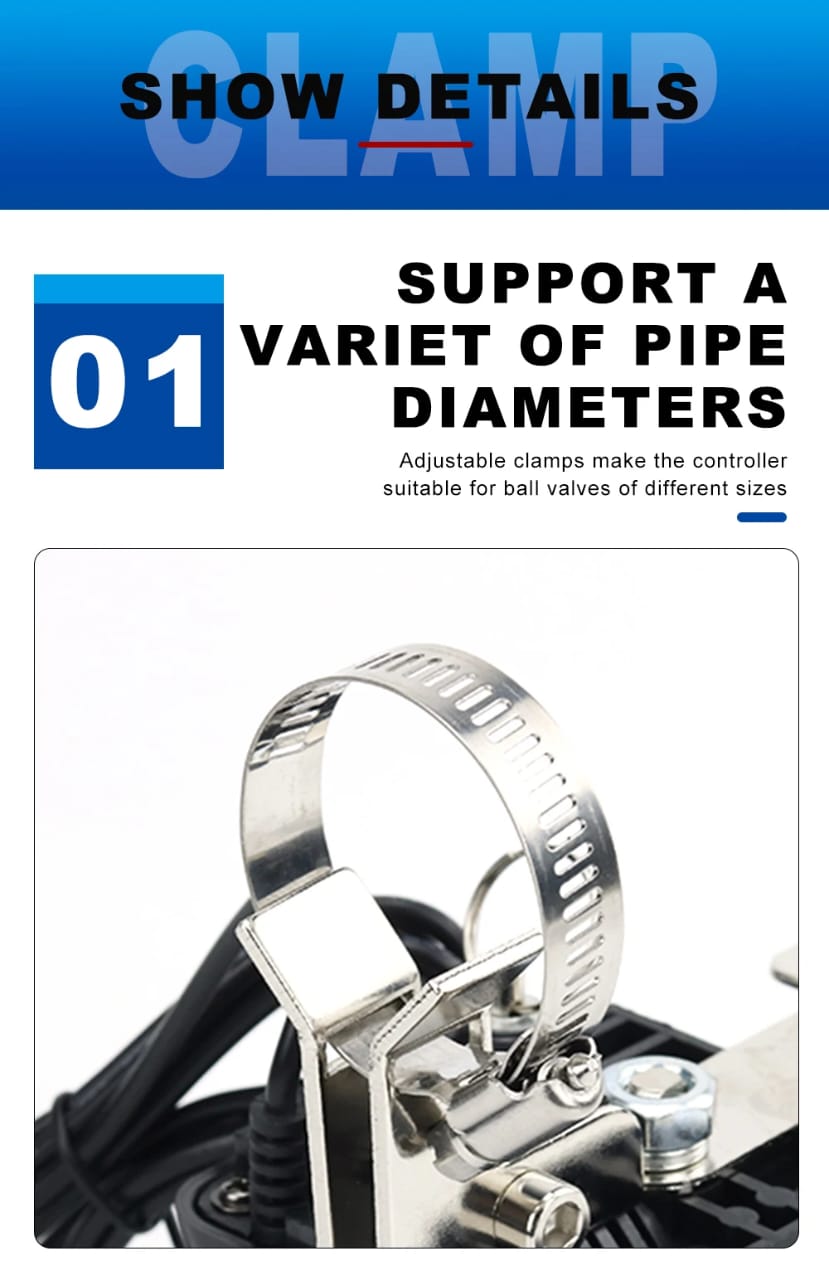 CLAMP
SHOW DETAILS
01
SUPPORT A
VARIET OF PIPE
DIAMETERS
Adjustable clamps make the controller
suitable for ball valves of different sizes